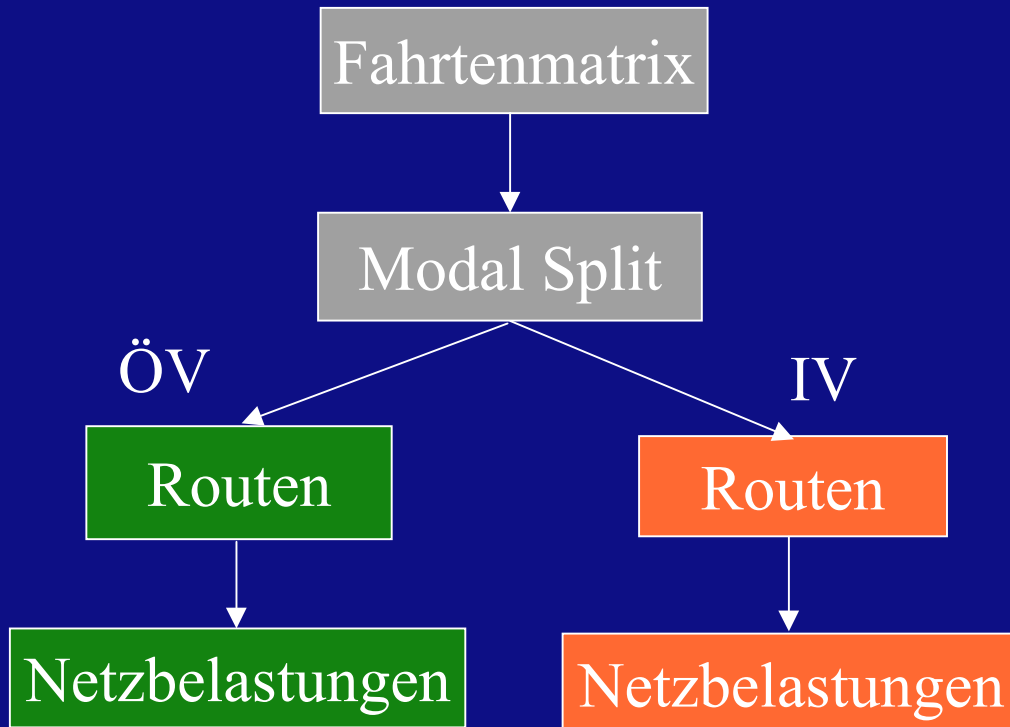 Fahrtenmatrix
Modal Split
ÖV
IV
Routen
Routen
Netzbelastungen
Netzbelastungen